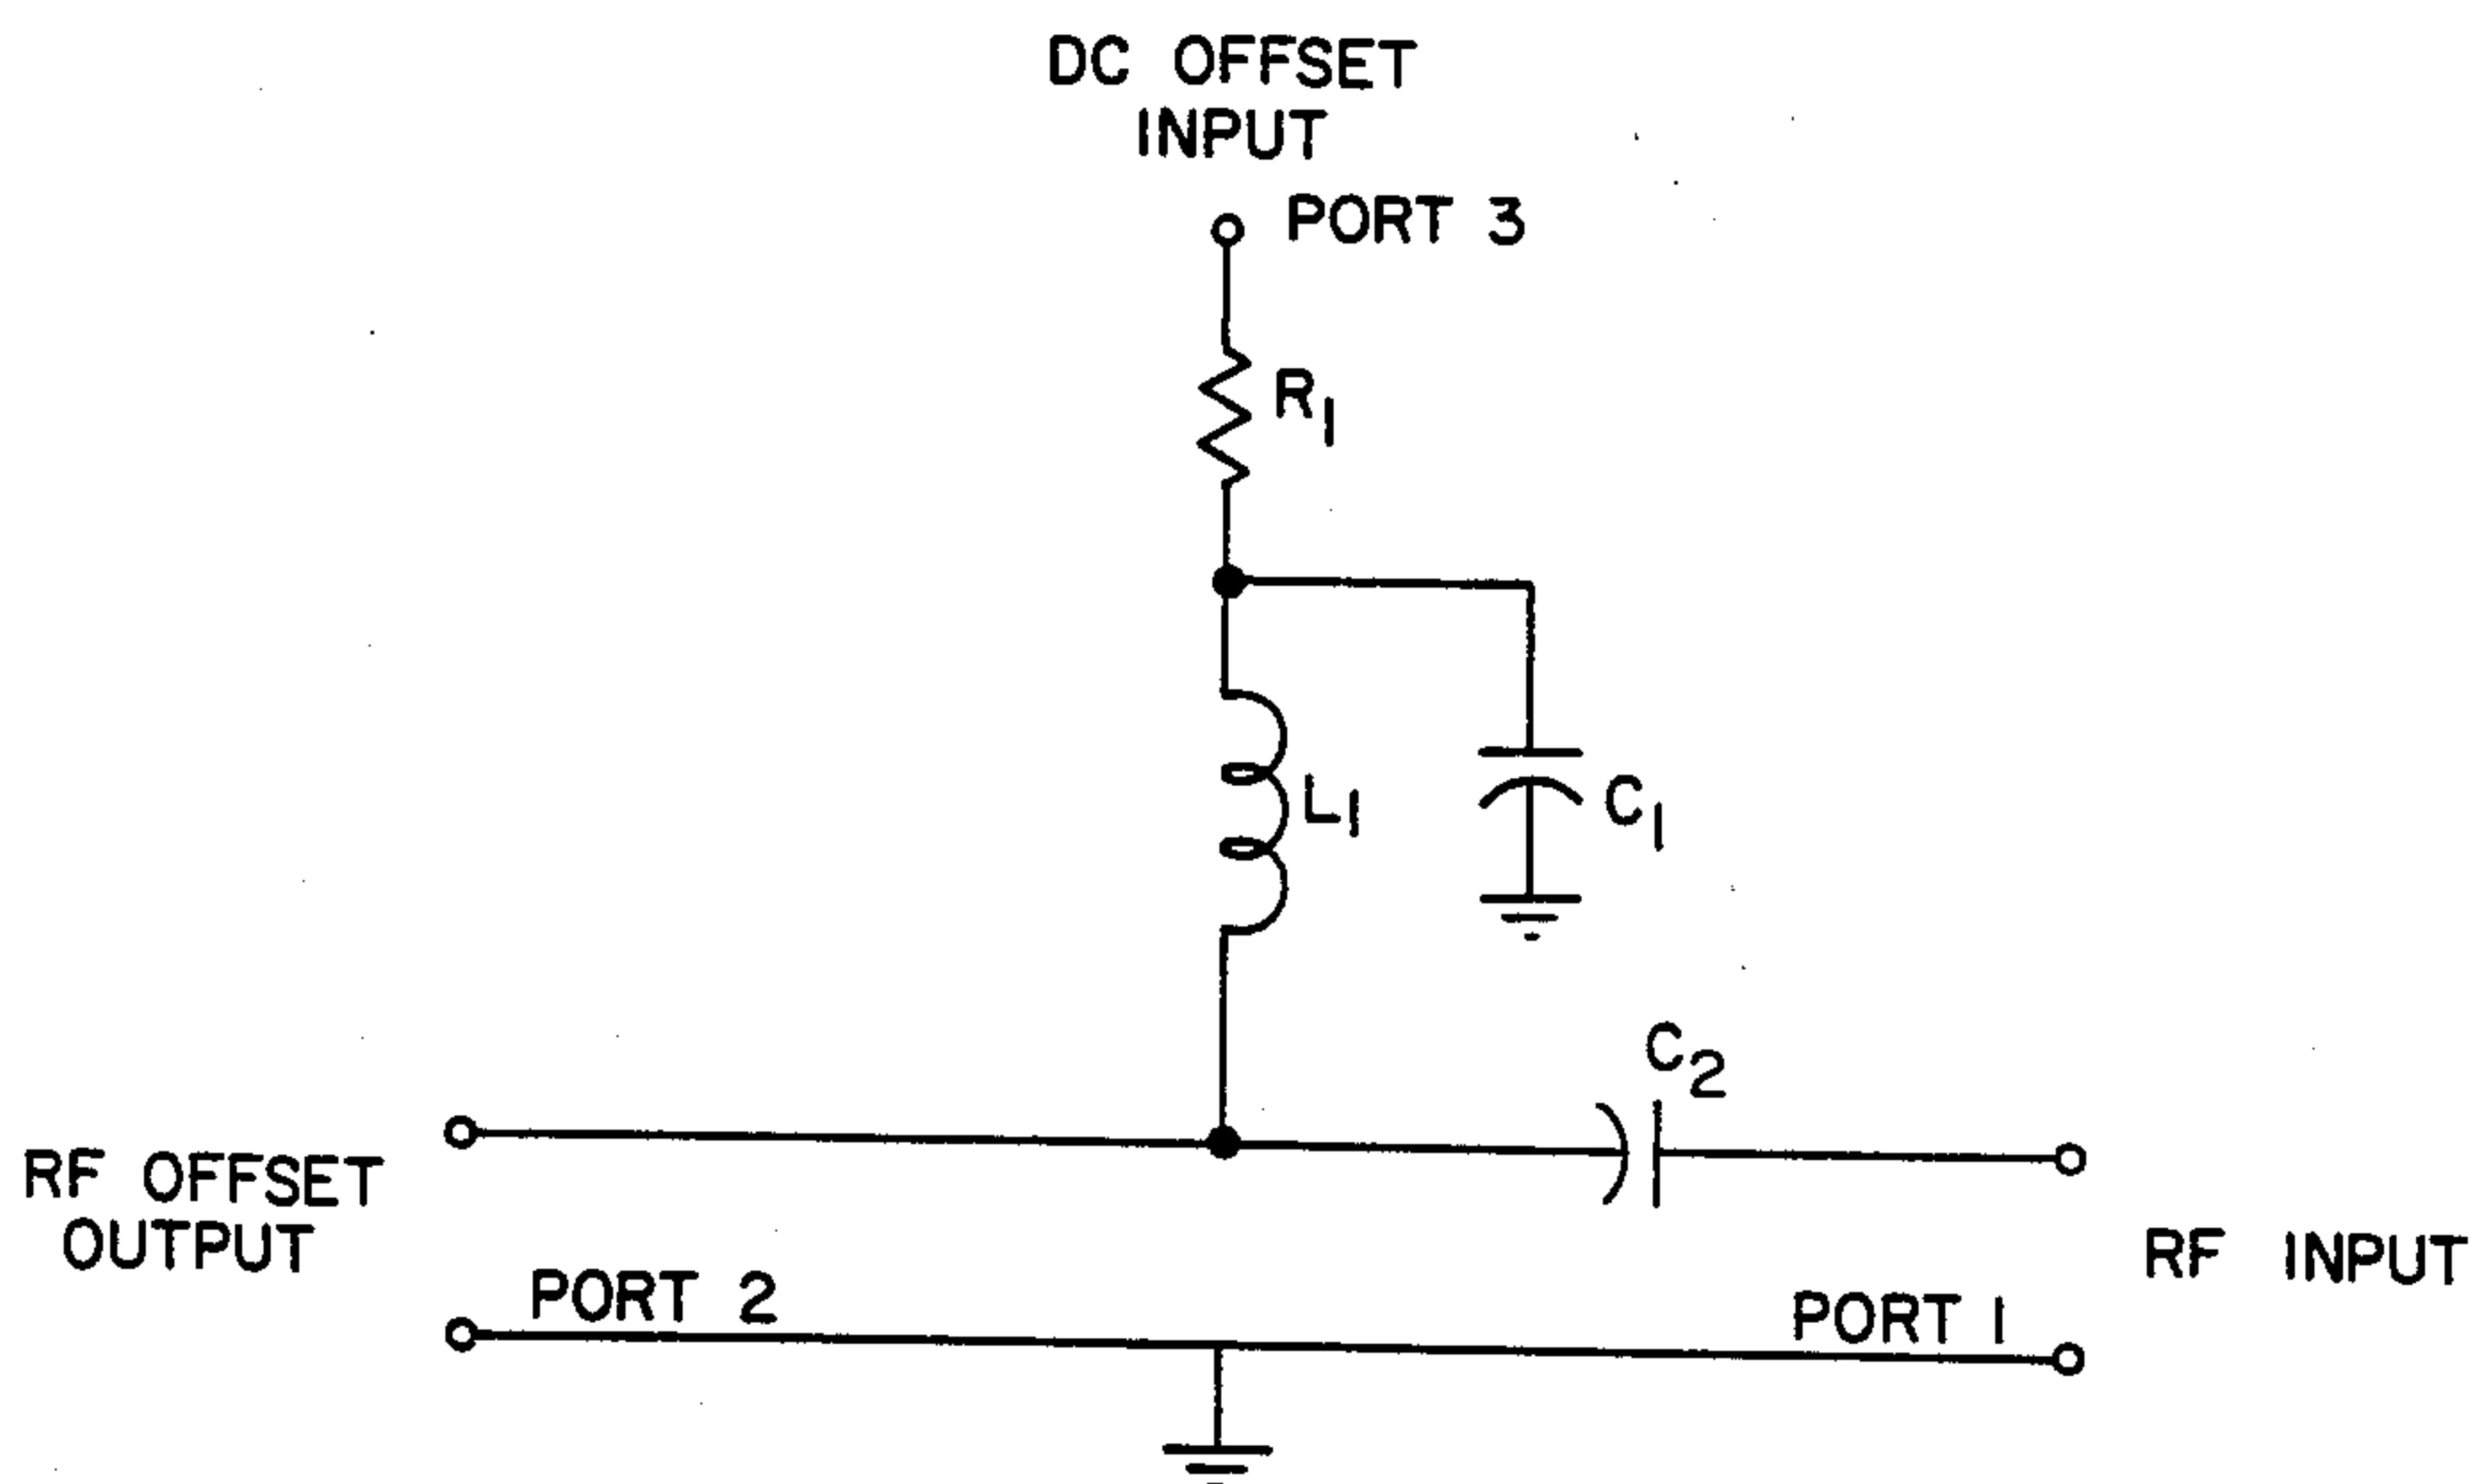 DC OFFSET
INPUT
PORT 3
R1
L1
C1
C2
RF OFFSET
OUTPUT
PORT 2
PORT 1
RF INPUT